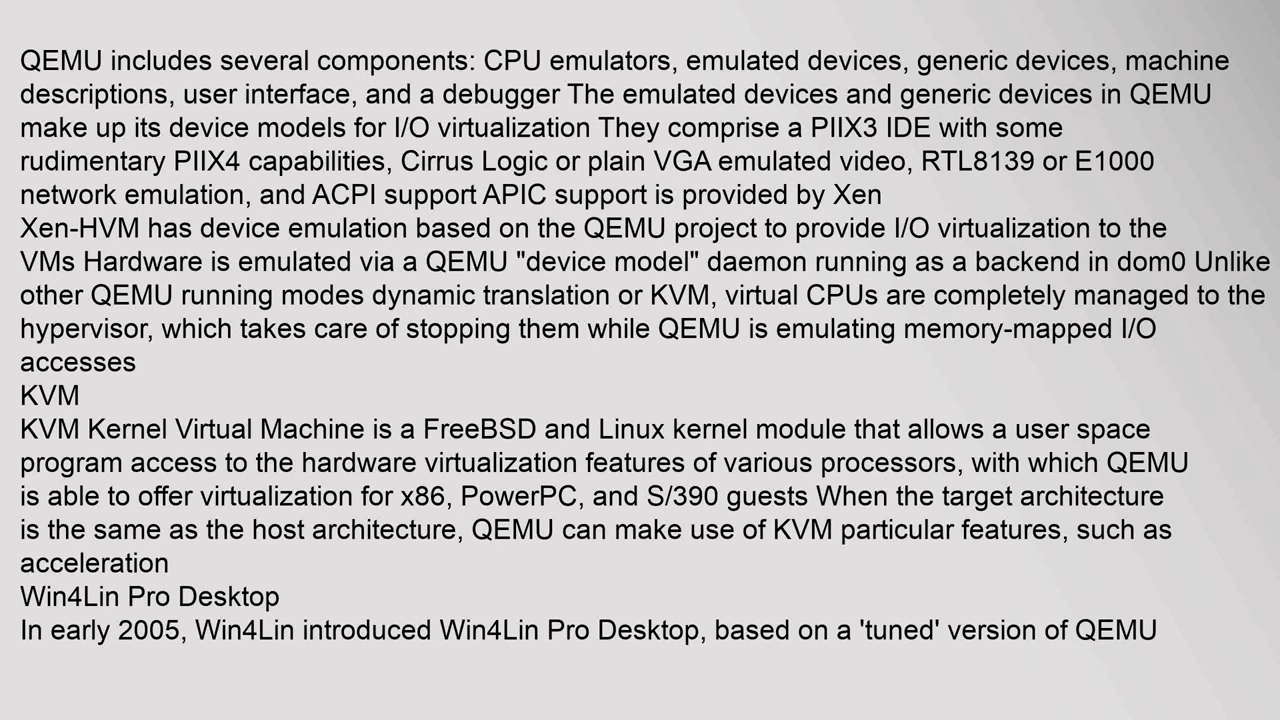 QEMU includes several components: CPU emulators, emulated devices, generic devices, machine
descriptions, user interface, and a debugger The emulated devices and generic devices in QEMU
make up its device models for I/O virtualization They comprise a PIIX3 IDE with some
rudimentary PIIX4 capabilities, Cirrus Logic or plain VGA emulated video, RTL8139 or E1000
network emulation, and ACPI support APIC support is provided by Xen
Xen-HVM has device emulation based on the QEMU project to provide I/O virtualization to the
VMs Hardware is emulated via a QEMU "device model" daemon running as a backend in dom0 Unlike
other QEMU running modes dynamic translation or KVM, virtual CPUs are completely managed to the
hypervisor, which takes care of stopping them while QEMU is emulating memory-mapped I/O
accesses
KVM
KVM Kernel Virtual Machine is a FreeBSD and Linux kernel module that allows a user space
program access to the hardware virtualization features of various processors, with which QEMU
is able to offer virtualization for x86, PowerPC, and S/390 guests When the target architecture
is the same as the host architecture, QEMU can make use of KVM particular features, such as
acceleration
Win4Lin Pro Desktop
In early 2005, Win4Lin introduced Win4Lin Pro Desktop, based on a 'tuned' version of QEMU